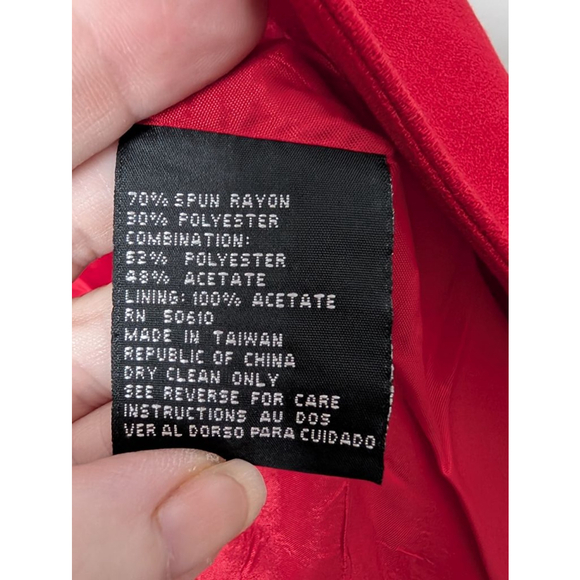 70% SPUN RAYON
30% POLYESTER
COMBINATION:
52% POLYESTER
48% ACETATE
LINING: 100% ACETATE
RN 50610
MADE IN TAIWAN
REPUBLIC OF CHINA
DRY CLEAN ONLY
SEE REVERSE FOR CARE
INSTRUCTIONS AU DOS
VER AL DORSO PARA CUIDADO